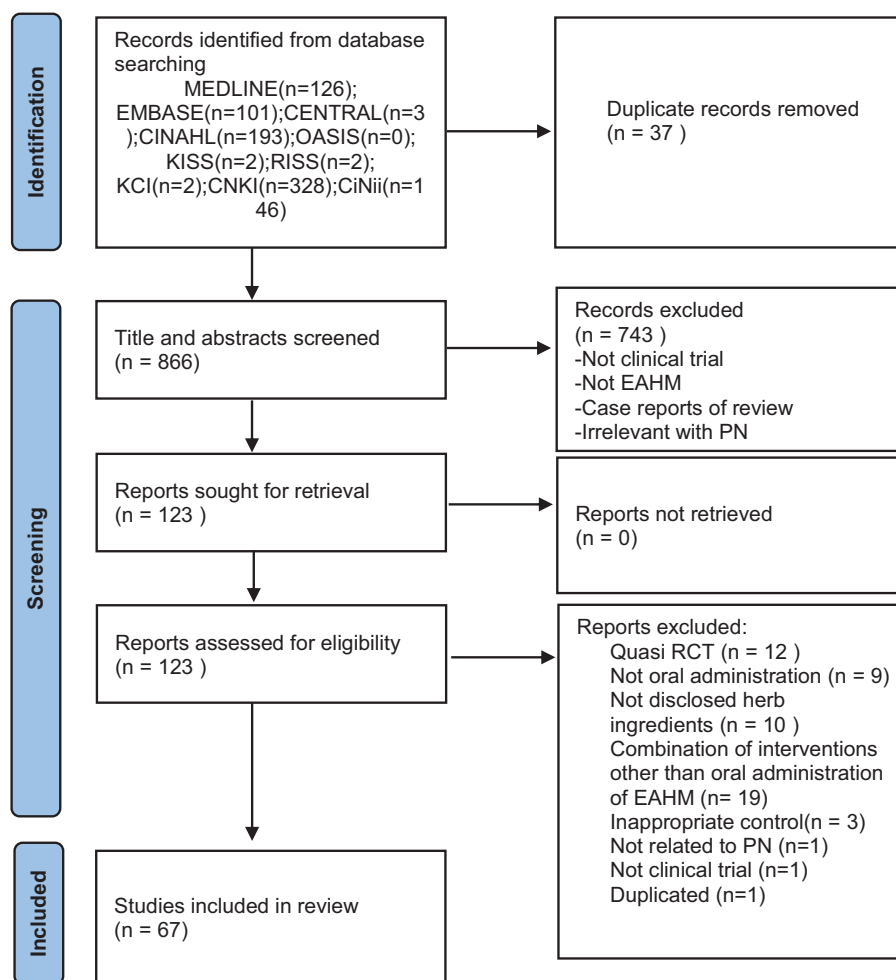 Identification
Records identified from database
searching
MEDLINE(n=126);
EMBASE(n=101);CENTRAL(n=3
);CINAHL(n=193);OASIS(n=0);
KISS(n=2);RISS(n=2);
KCI(n=2);CNKI(n=328);CiNii(n=1
46)
Duplicate records removed
(n = 37 )
Screening
Title and abstracts screened
(n = 866)
Records excluded
(n = 743 )
-Not clinical trial
-Not EAHM
-Case reports of review
-Irrelevant with PN
Reports sought for retrieval
(n = 123 )
Reports not retrieved
(n = 0)
Reports assessed for eligibility
(n = 123 )
Reports excluded:
Quasi RCT (n = 12 )
Not oral administration (n = 9)
Not disclosed herb
ingredients (n = 10 )
Combination of interventions
other than oral administration
of EAHM (n= 19)
Inappropriate control(n = 3)
Not related to PN (n=1)
Not clinical trial (n=1)
Duplicated (n=1)
Included
Studies included in review
(n = 67)